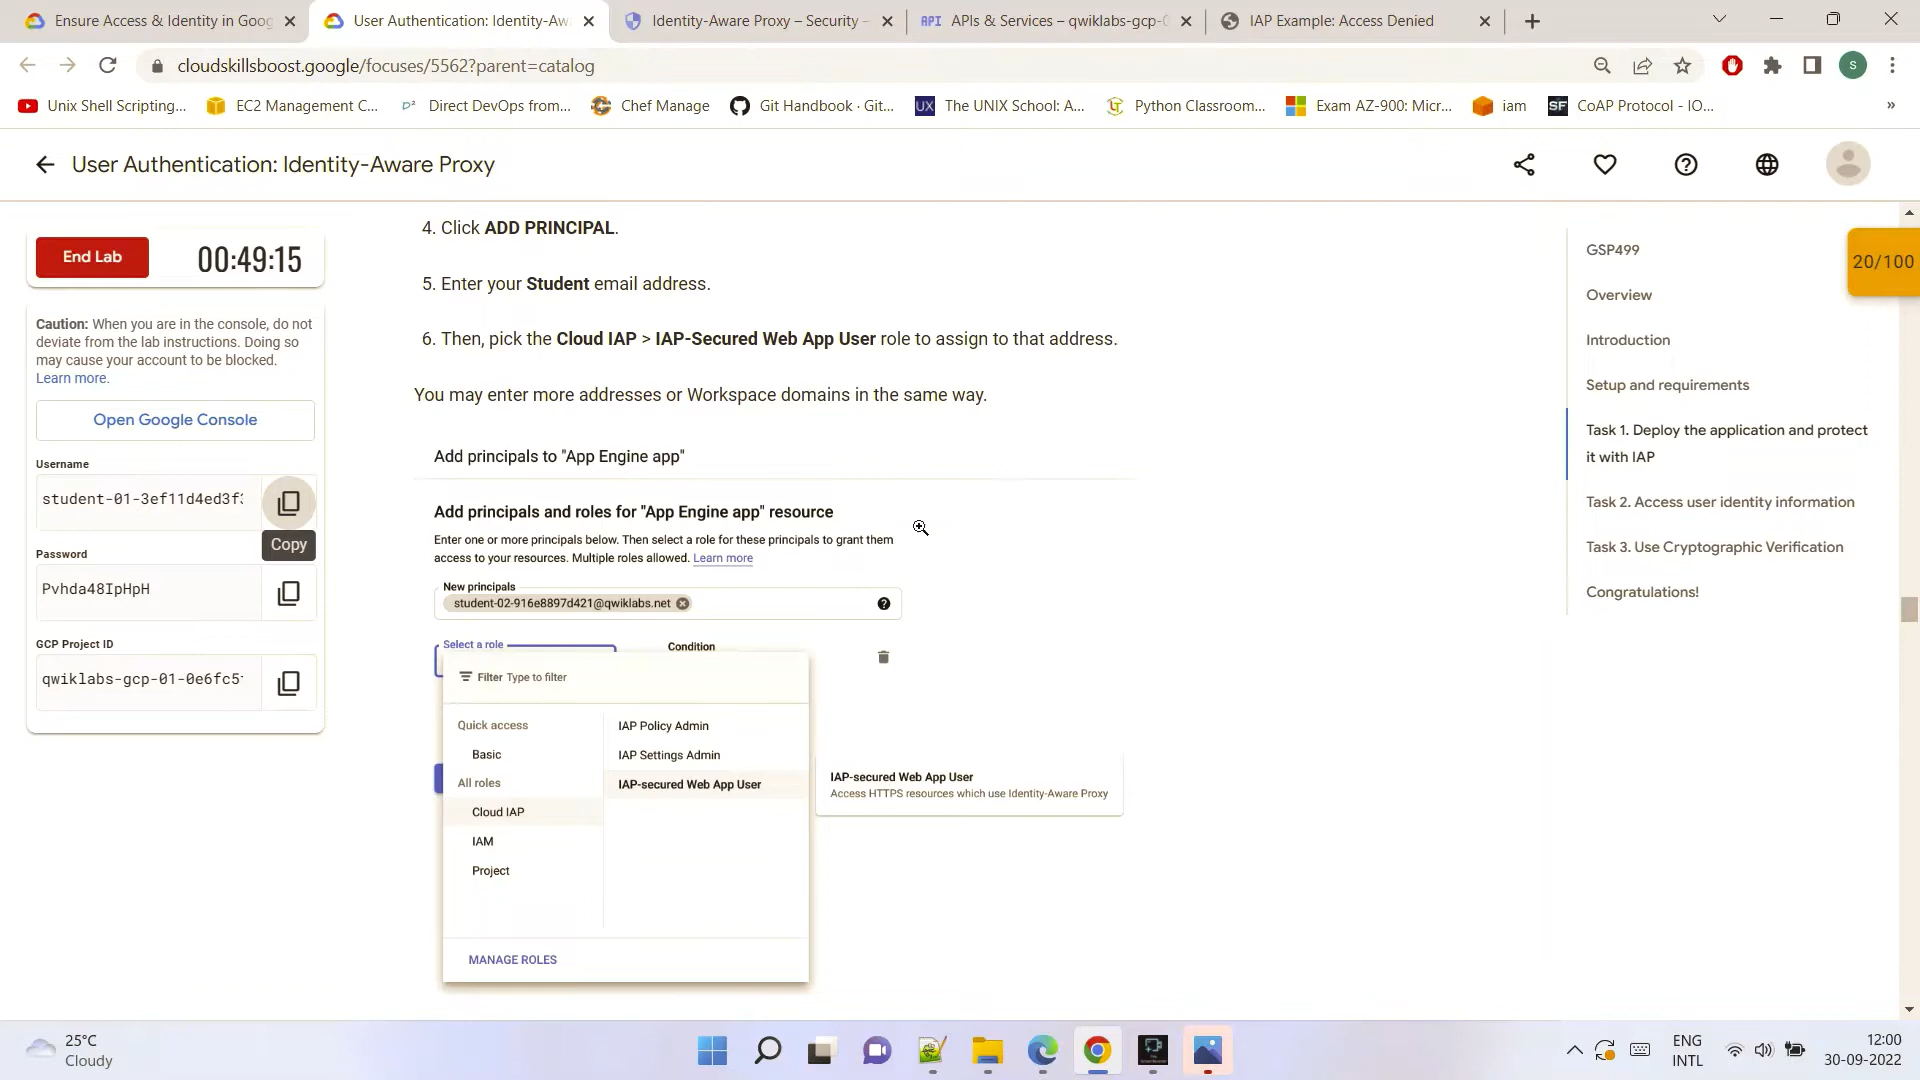 Ensure Access & Identity in Goog
User Authentication: Identity-Aw
Identity-Aware Proxy – Security –
API APIs & Services – qwiklabs-gcp-0
IAP Example: Access Denied
cloudskillsboost.google/focuses/5562?parent=catalog
S
Unix Shell Scripting...
EC2 Management C...
Direct DevOps from...
Chef Manage
Git Handbook · Git...
UX The UNIX School: A...
Python Classroom...
Exam AZ-900: Micr...
iam
SF CoAP Protocol - IO...
»
User Authentication: Identity-Aware Proxy
End Lab
00:49:15
Caution: When you are in the console, do not
deviate from the lab instructions. Doing so
may cause your account to be blocked.
Learn more.
Open Google Console
Username
student-01-3ef11d4ed3f
Copy
Password
Pvhda48IpHpH
GCP Project ID
qwiklabs-gcp-01-0e6fc5
4. Click ADD PRINCIPAL.
5. Enter your Student email address.
6. Then, pick the Cloud IAP > IAP-Secured Web App User role to assign to that address.
You may enter more addresses or Workspace domains in the same way.
Add principals to "App Engine app"
Add principals and roles for "App Engine app" resource
Enter one or more principals below. Then select a role for these principals to grant them
access to your resources. Multiple roles allowed. Learn more
New principals
student-02-916e8897d421@qwiklabs.net
Select a role
Condition
Filter Type to filter
Quick access
Basic
All roles
Cloud IAP
IAM
Project
IAP Policy Admin
IAP Settings Admin
IAP-secured Web App User
MANAGE ROLES
IAP-secured Web App User
Access HTTPS resources which use Identity-Aware Proxy
GSP499
Overview
Introduction
Setup and requirements
Task 1. Deploy the application and protect
it with IAP
Task 2. Access user identity information
Task 3. Use Cryptographic Verification
Congratulations!
20/100
25°C
Cloudy
ENG
INTL
12:00
30-09-2022